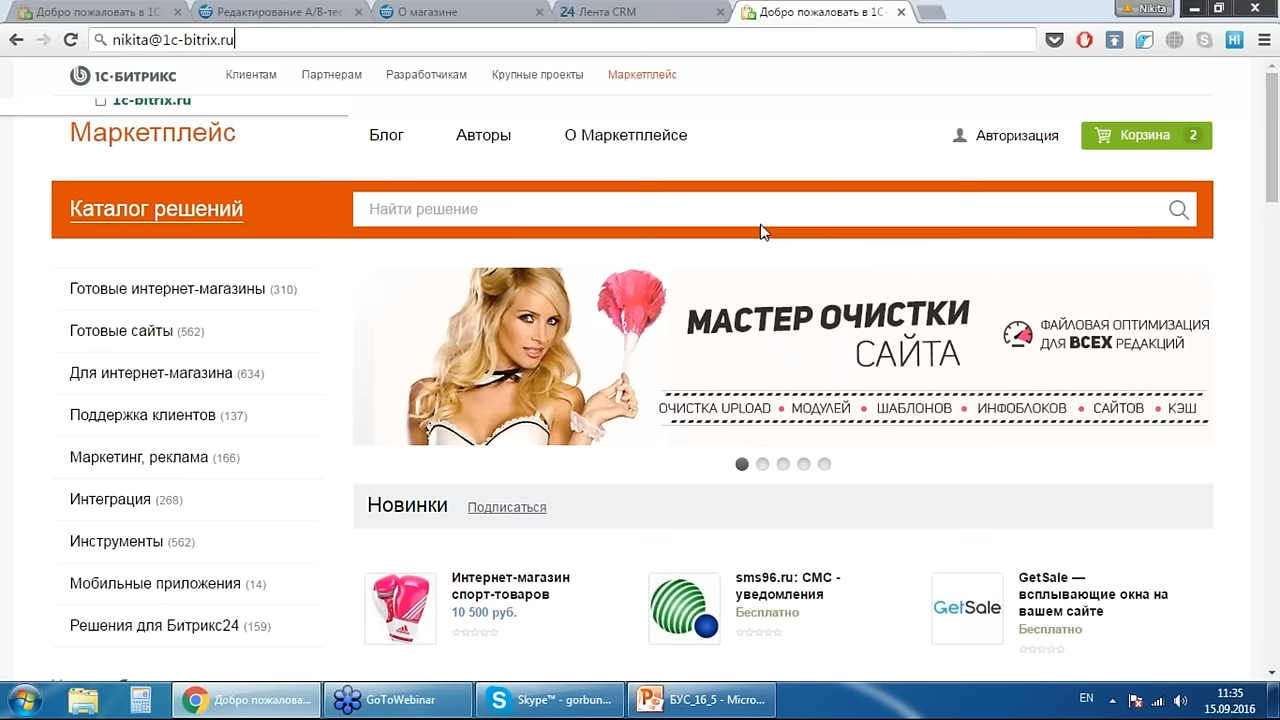 Добро пожаловать в 1С-
Редактирование A/B-те
О магазине
24 Лента CRM
Добро пожаловать в 1С-
Nikita
nikita@1c-bitrix.ru
1С-БИТРИКС
Клиентам
Партнерам
Разработчикам
Крупные проекты
Маркетплейс
1c-bitrix.ru
Маркетплейс
Блог
Авторы
О Маркетплейсе
Авторизация
Корзина 2
Каталог решений
Найти решение
Готовые интернет-магазины (310)
Готовые сайты (562)
Для интернет-магазина (634)
Поддержка клиентов (137)
Маркетинг, реклама (166)
Интеграция (268)
Инструменты (562)
Мобильные приложения (14)
Решения для Битрикс24 (159)
МАСТЕР ОЧИСТКИ
САЙТА
ФАЙЛОВАЯ ОПТИМИЗАЦИЯ
ДЛЯ ВСЕХ РЕДАКЦИЙ
ОЧИСТКА UPLOAD • МОДУЛЕЙ • ШАБЛОНОВ • ИНФОБЛОКОВ • САЙТОВ • КЭШ
Новинки
Подписаться
Интернет-магазин
спорт-товаров
10 500 руб.
sms96.ru: СМС -
уведомления
Бесплатно
GetSale
GetSale —
всплывающие окна на
вашем сайте
Бесплатно
Добро пожалова...
GoToWebinar
Skype™ - gorbun...
БУС_16_5 - Micro...
EN
11:35
15.09.2016